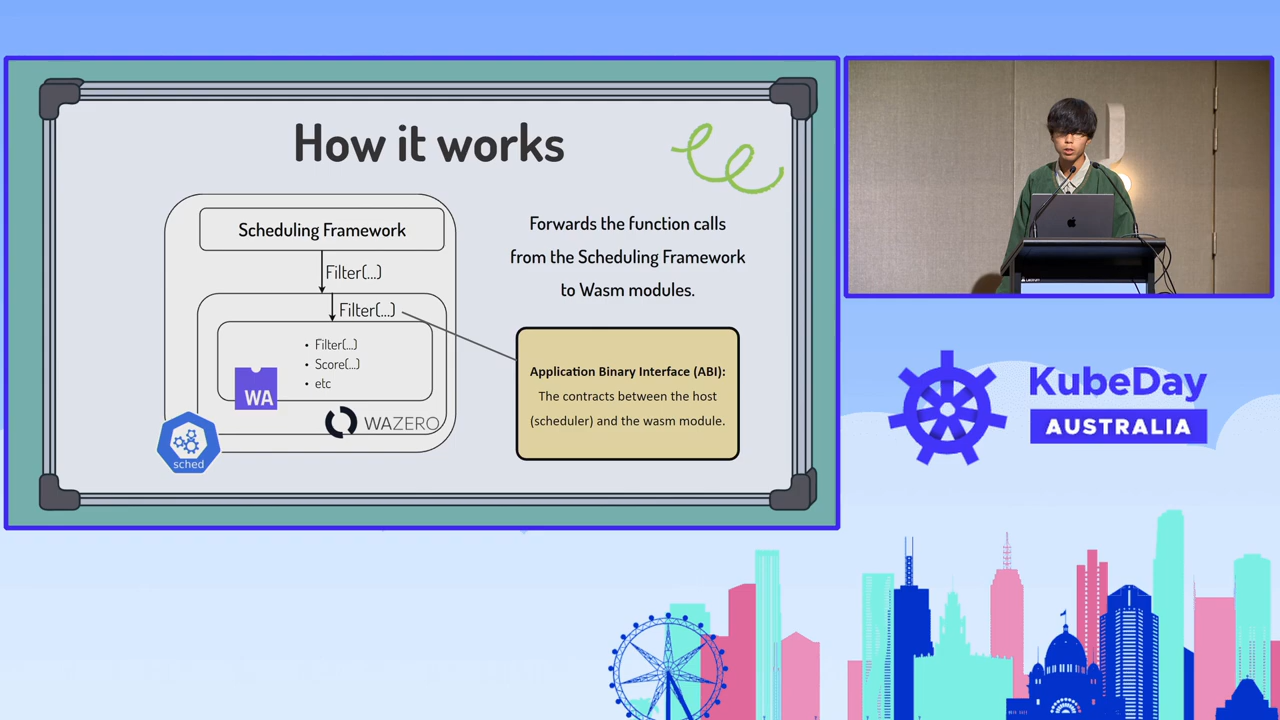 How it works
Scheduling Framework
Filter(...)
Filter(...)
• Filter(...)
• Score(...)
• etc
WA
WAZERO
sched
Forwards the function calls
from the Scheduling Framework
to Wasm modules.
Application Binary Interface (ABI):
The contracts between the host
(scheduler) and the wasm module.
KubeDay
AUSTRALIA